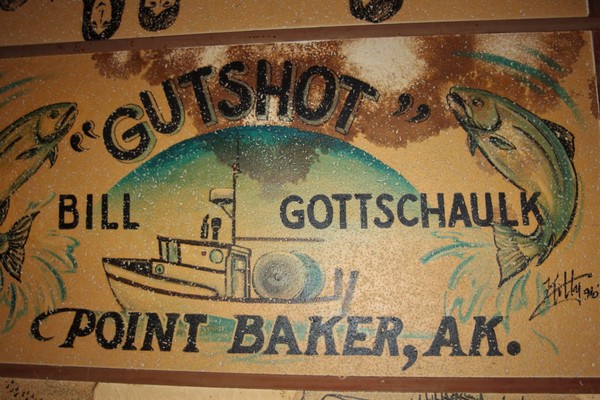 "GUTSHOT"
BILL GOTTSCHAULK
POINT BAKER, AK.